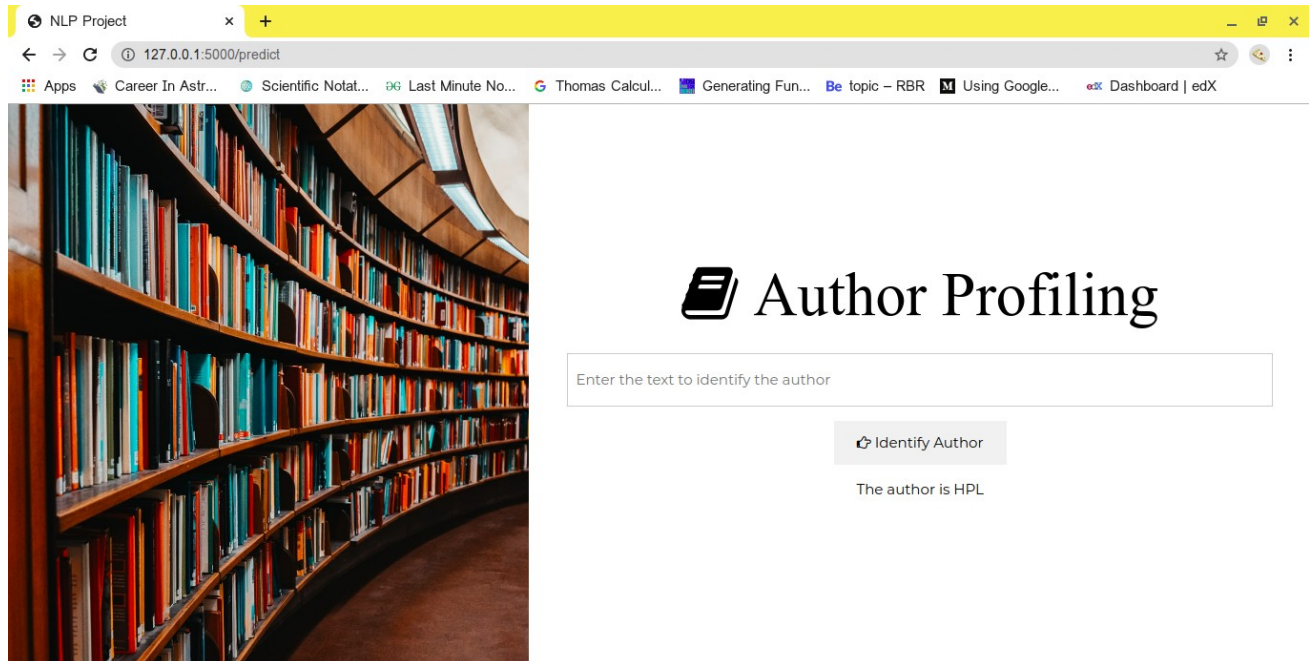 NLP Project
127.0.0.1:5000/predict
Apps Career In Astr... Scientific Notat... Last Minute No... Thomas Calcul... Generating Fun... Be topic – RBR M Using Google... edX Dashboard | edX
Author Profiling
Enter the text to identify the author
Identify Author
The author is HPL